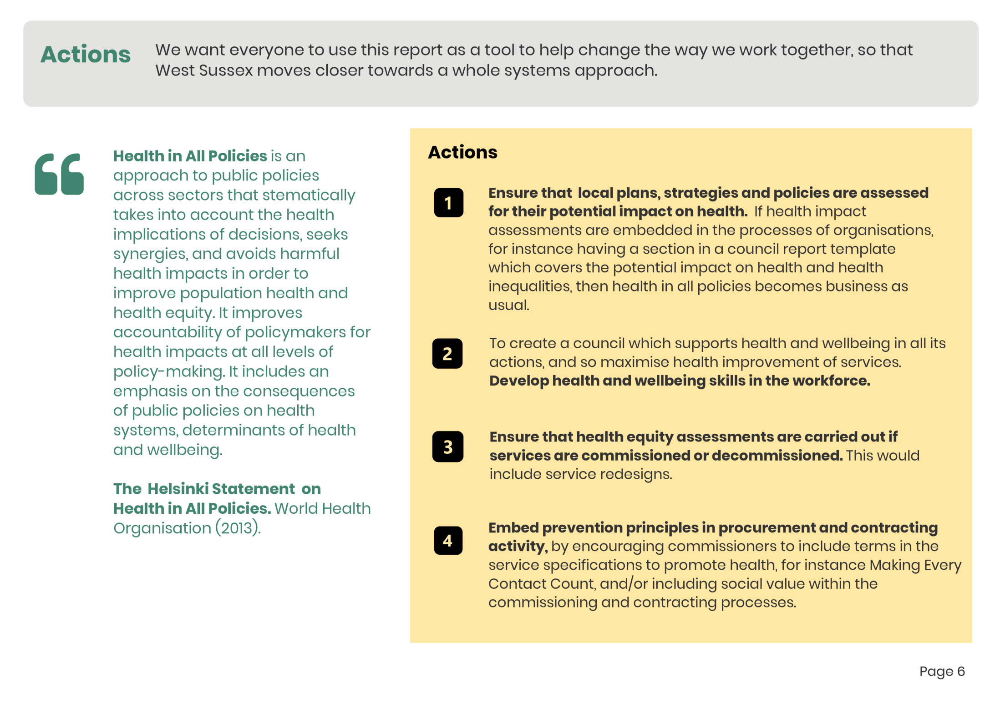 Actions
We want everyone to use this report as a tool to help change the way we work together, so that
West Sussex moves closer towards a whole systems approach.
Health in All Policies is an
approach to public policies
across sectors that stematically
takes into account the health
implications of decisions, seeks
synergies, and avoids harmful
health impacts in order to
improve population health and
health equity. It improves
accountability of policymakers for
health impacts at all levels of
policy-making. It includes an
emphasis on the consequences
of public policies on health
systems, determinants of health
and wellbeing.
The Helsinki Statement on
Health in All Policies. World Health
Organisation (2013).
Actions
1
Ensure that local plans, strategies and policies are assessed
for their potential impact on health. If health impact
assessments are embedded in the processes of organisations,
for instance having a section in a council report template
which covers the potential impact on health and health
inequalities, then health in all policies becomes business as
usual.
2
To create a council which supports health and wellbeing in all its
actions, and so maximise health improvement of services.
Develop health and wellbeing skills in the workforce.
3
Ensure that health equity assessments are carried out if
services are commissioned or decommissioned. This would
include service redesigns.
4
Embed prevention principles in procurement and contracting
activity, by encouraging commissioners to include terms in the
service specifications to promote health, for instance Making Every
Contact Count, and/or including social value within the
commissioning and contracting processes.
Page 6